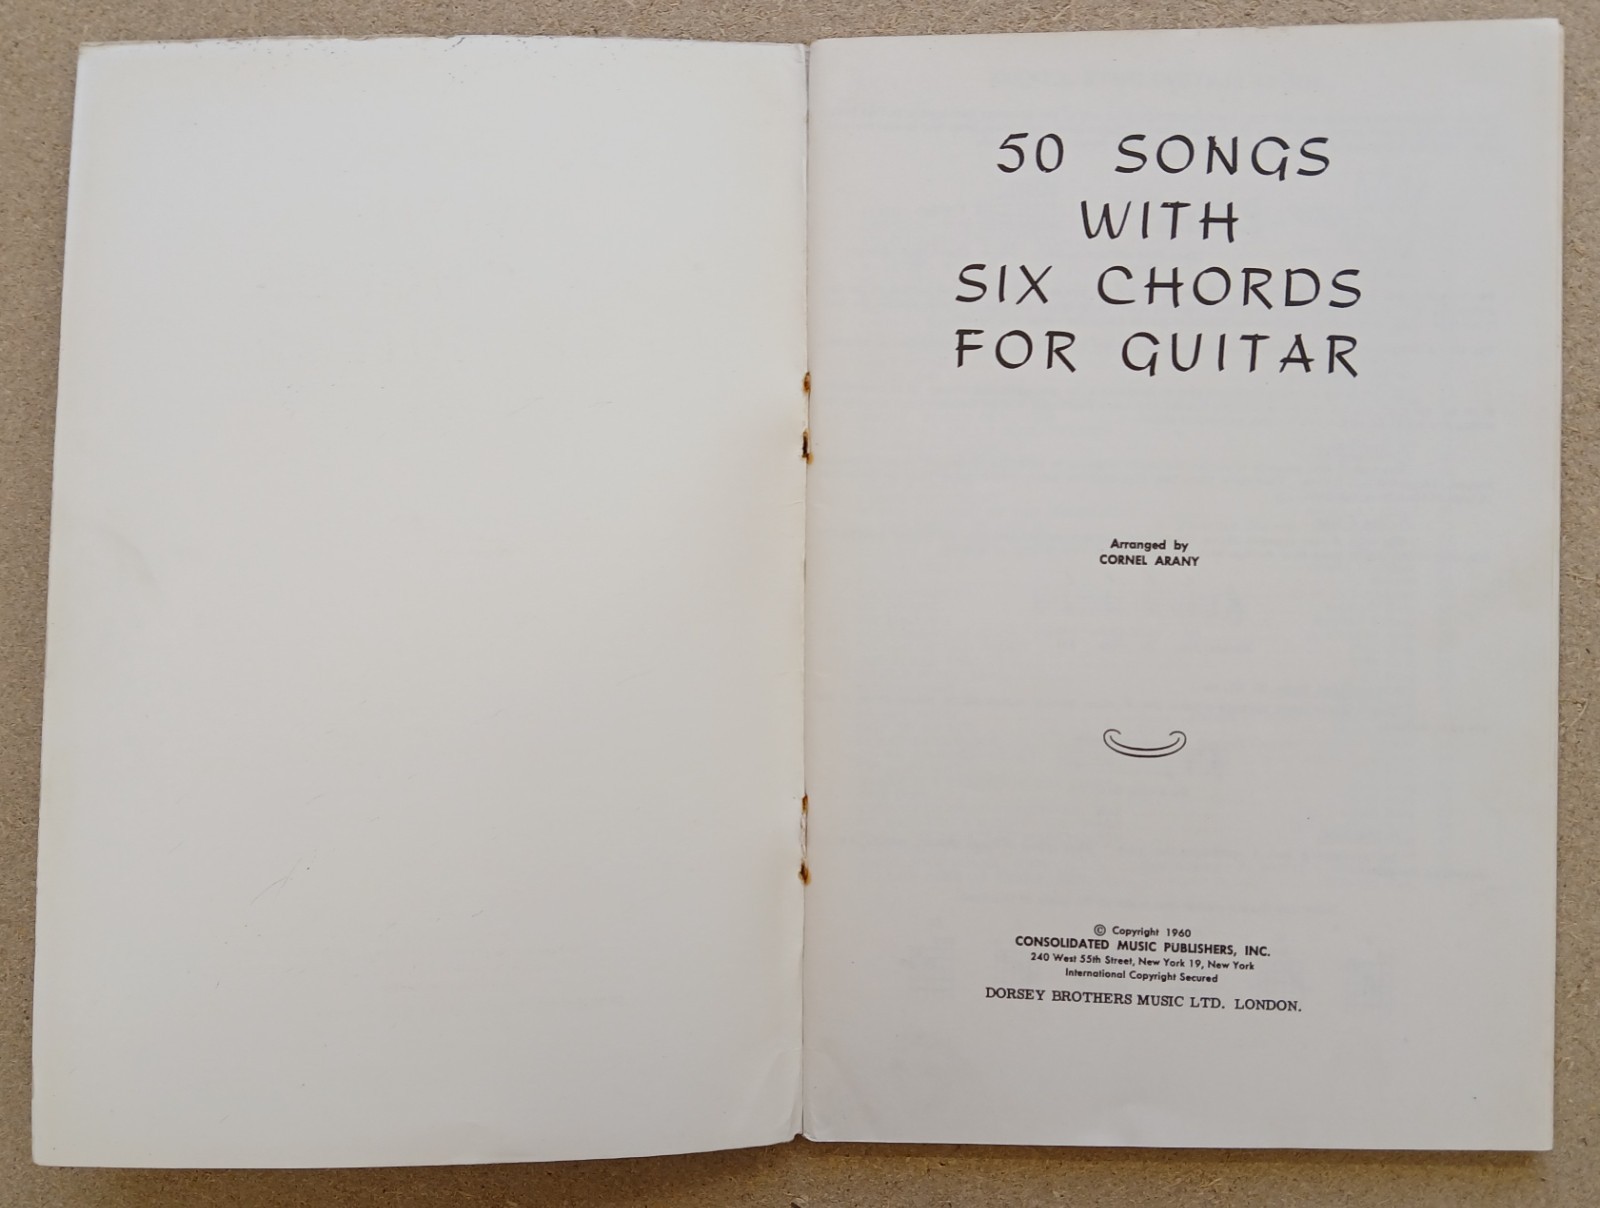 50 SONGS
WITH
SIX CHORDS
FOR GUITAR
Arranged by
CORNEL ARANY
© Copyright 1960
CONSOLIDATED MUSIC PUBLISHERS, INC.
240 West 55th Street, New York 19, New York
International Copyright Secured
DORSEY BROTHERS MUSIC LTD. LONDON.